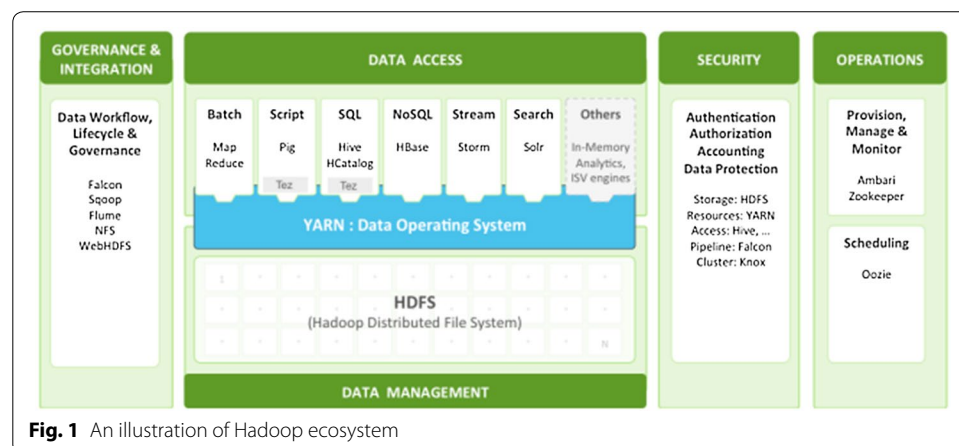 GOVERNANCE &
INTEGRATION
Data Workflow,
Lifecycle &
Governance
Falcon
Sqoop
Flume
NFS
WebHDFS
DATA ACCESS
Batch
Map
Reduce
Script
Pig
Tez
SQL
Hive
HCatalog
Tez
NoSQL
HBase
Stream
Storm
Search
Solr
Others
In-Memory
Analytics,
ISV engines
YARN : Data Operating System
1
HDFS
(Hadoop Distributed File System)
N
DATA MANAGEMENT
SECURITY
Authentication
Authorization
Accounting
Data Protection
Storage: HDFS
Resources: YARN
Access: Hive, ...
Pipeline: Falcon
Cluster: Knox
OPERATIONS
Provision,
Manage &
Monitor
Ambari
Zookeeper
Scheduling
Oozie
Fig. 1 An illustration of Hadoop ecosystem